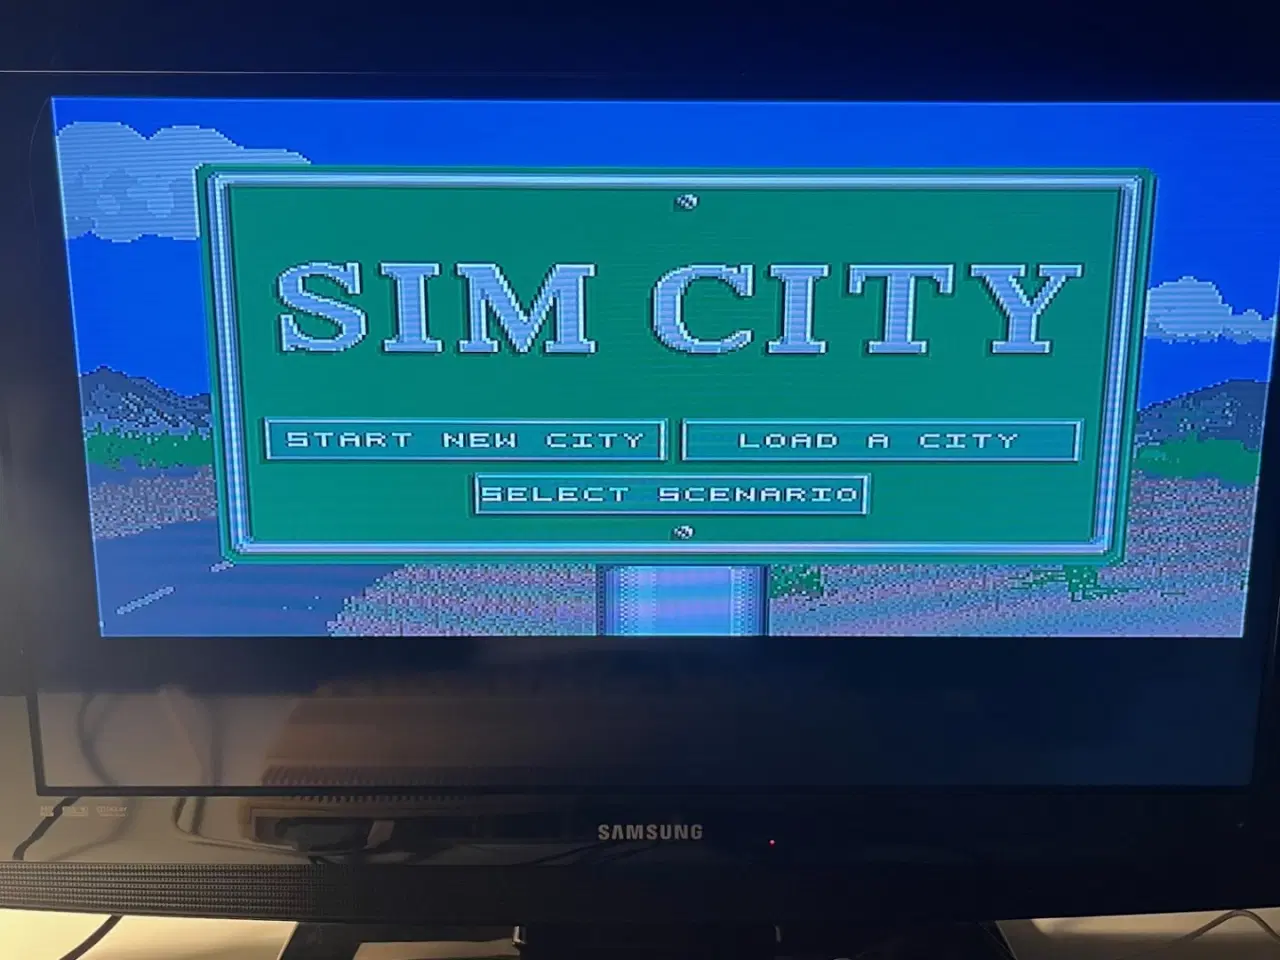 SIM CITY
START NEW CITY
LOAD A CITY
SELECT SCENARIO
SAMSUNG